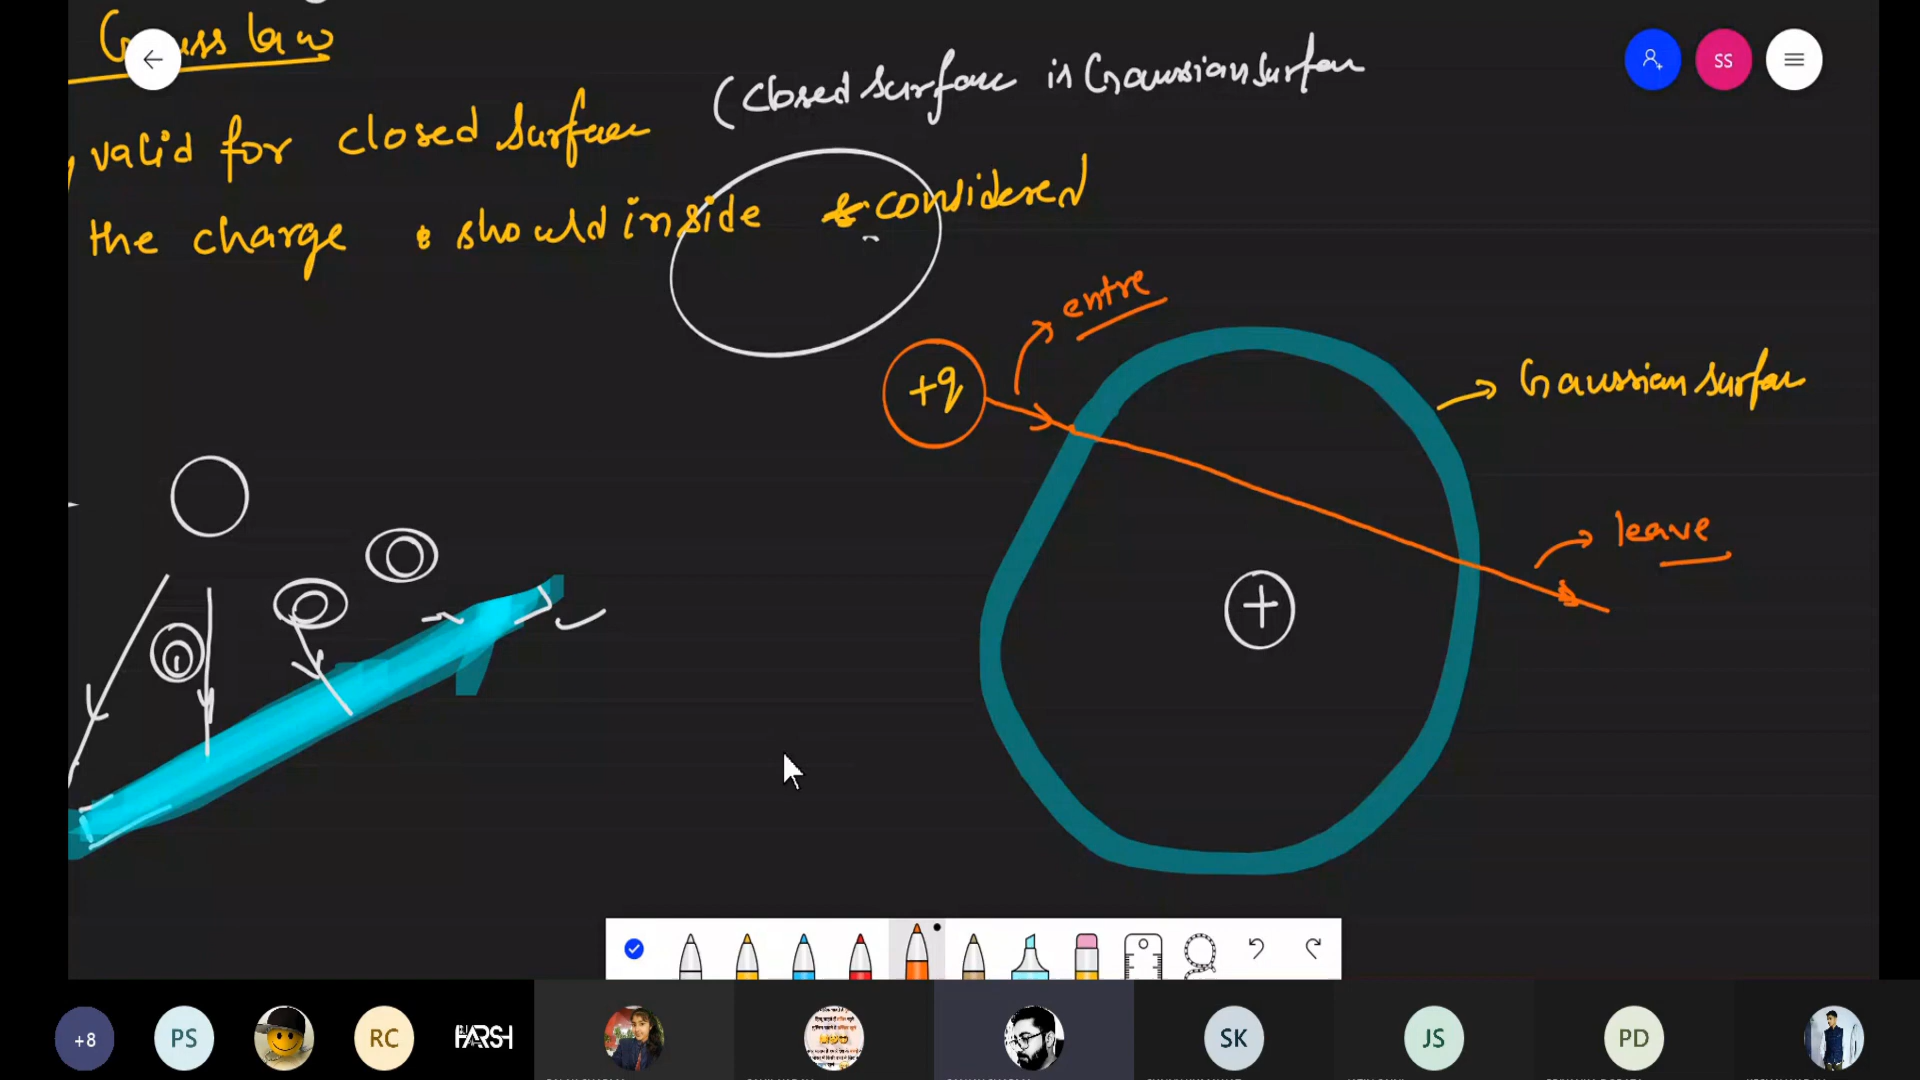 Gauss law
(closed surface is Gaussian surface
valid for closed surface
the charge should inside considered
entre
+q
Gaussian surface
leave
+
SS
+8
PS
RC
HARSH
SK
JS
PD